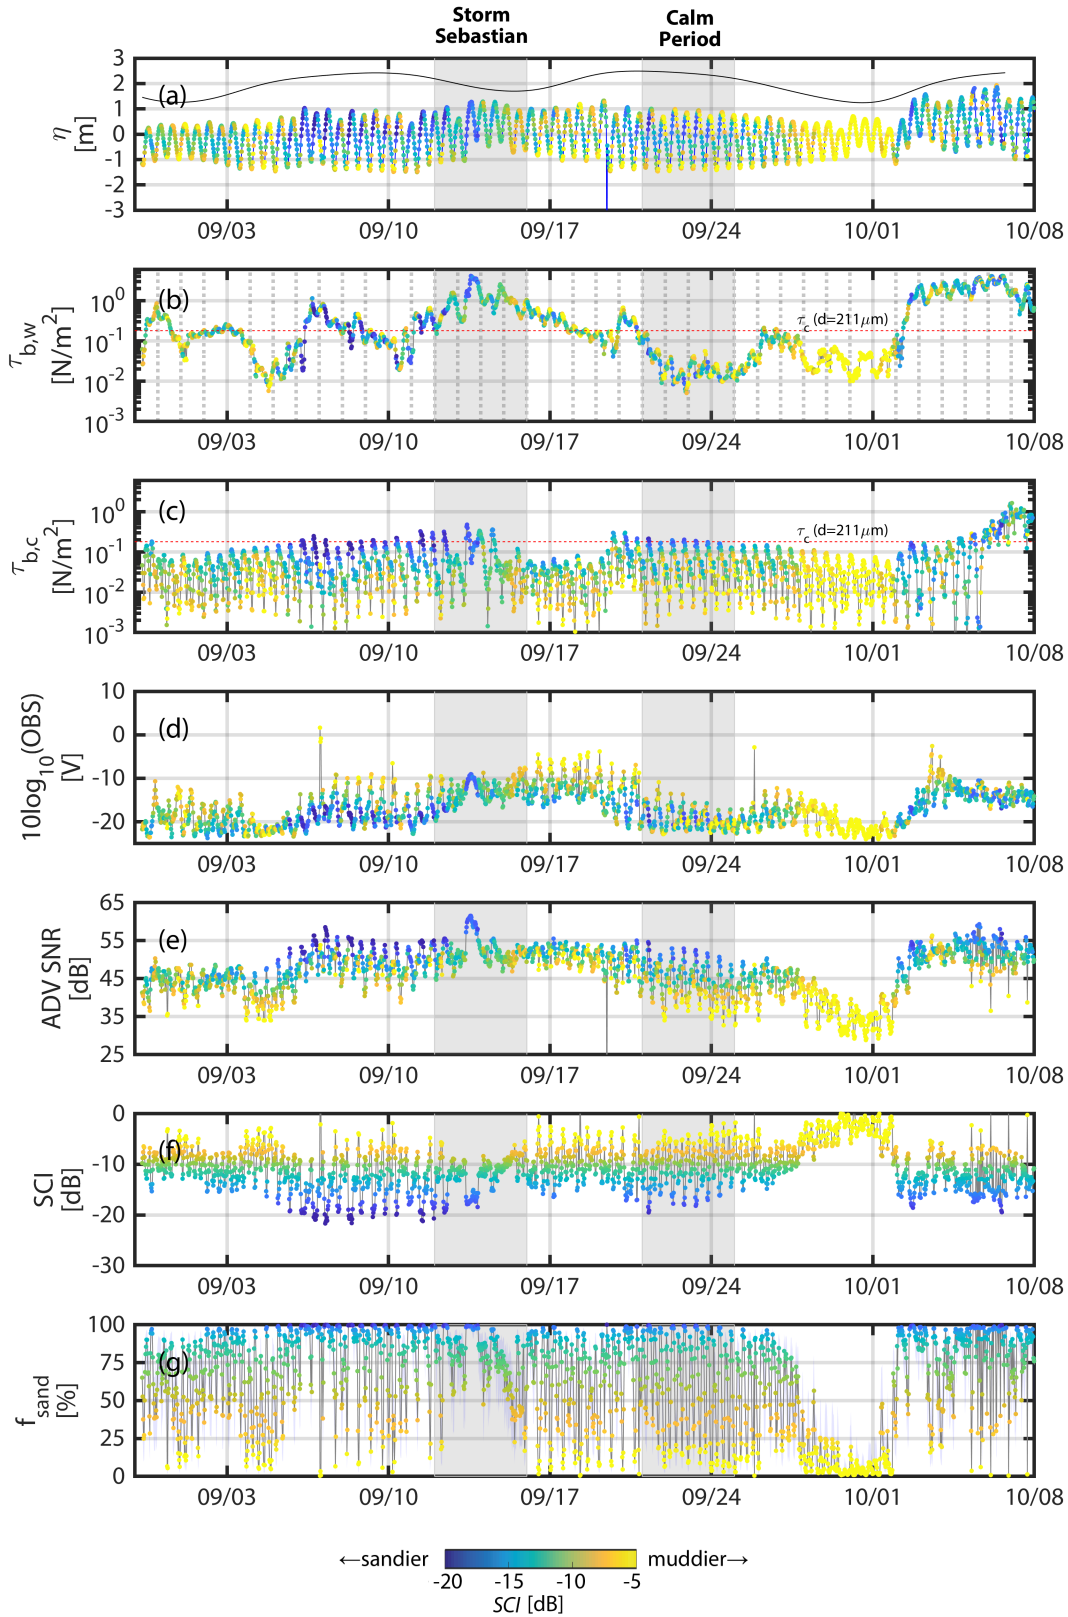 Storm
Sebastian
Calm
Period
(a)
η
[m]
3
2
1
0
-1
-2
-3
09/03 09/10 09/17 09/24 10/01 10/08
(b)
τb,w
[N/m²]
10⁰
10⁻¹
10⁻²
10⁻³
τc (d=211μm)
09/03 09/10 09/17 09/24 10/01 10/08
(c)
τb,c
[N/m²]
10⁰
10⁻¹
10⁻²
10⁻³
τc (d=211μm)
09/03 09/10 09/17 09/24 10/01 10/08
(d)
10log10(OBS)
[V]
10
0
-10
-20
09/03 09/10 09/17 09/24 10/01 10/08
(e)
ADV SNR
[dB]
65
55
45
35
25
09/03 09/10 09/17 09/24 10/01 10/08
(f)
SCI
[dB]
0
-10
-20
-30
09/03 09/10 09/17 09/24 10/01 10/08
(g)
fsand
[%]
100
75
50
25
0
09/03 09/10 09/17 09/24 10/01 10/08
←sandier muddier→
-20 -15 -10 -5
SCI [dB]